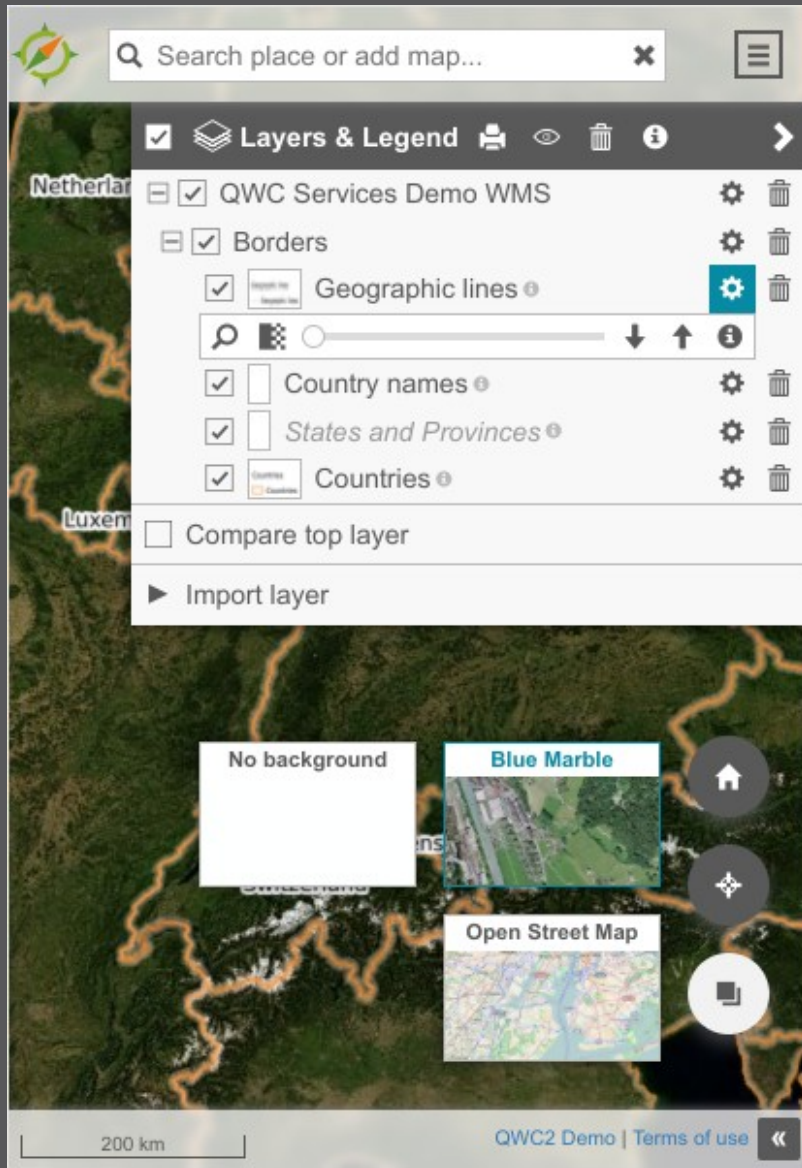 Search place or add map...
Layers & Legend
QWC Services Demo WMS
Borders
Geographic lines
Country names
States and Provinces
Countries
Countries
Countries
Compare top layer
Import layer
Netherlan
Luxem
No background
Blue Marble
Switzerland
Open Street Map
200 km
QWC2 Demo | Terms of use